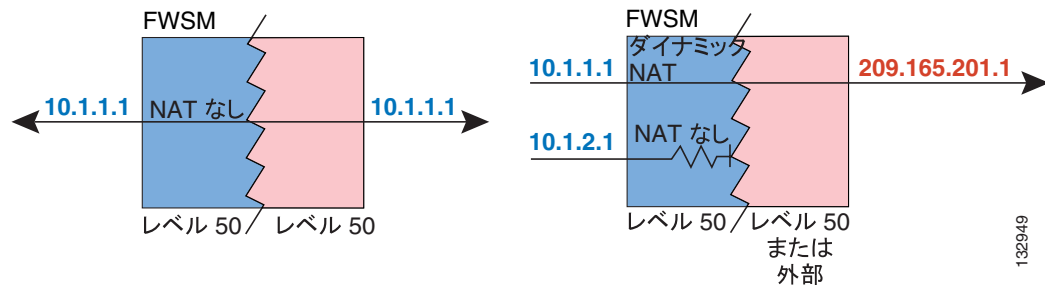 FWSM
10.1.1.1
NAT なし
10.1.1.1
レベル 50
レベル 50
FWSM
ダイナミック
NAT
10.1.1.1
209.165.201.1
10.1.2.1
NAT なし
レベル 50
レベル 50
または
外部
132949